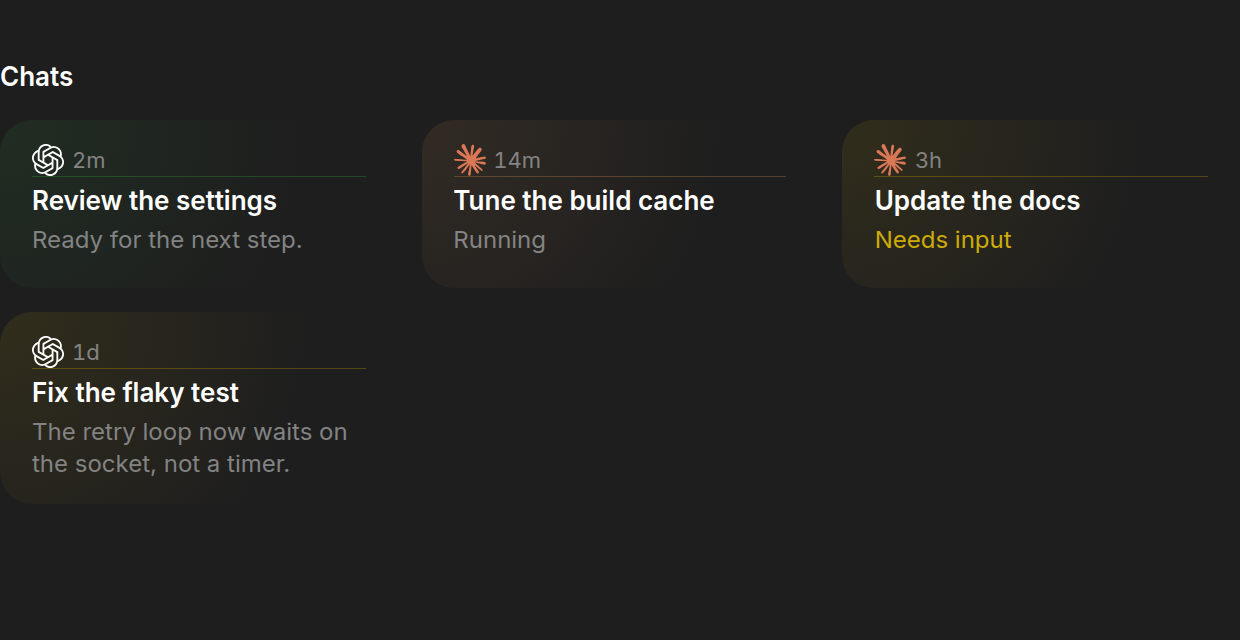 Chats
2m
Review the settings
Ready for the next step.
14m
Tune the build cache
Running
3h
Update the docs
Needs input
1d
Fix the flaky test
The retry loop now waits on
the socket, not a timer.